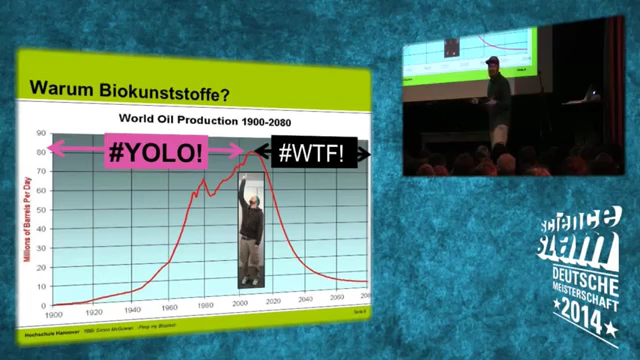 Warum Biokunststoffe?
World Oil Production 1900-2080
#YOLO!
#WTF!
Millions of Barrels Per Day
90
80
70
60
50
40
30
20
10
0
1900
1920
1940
1960
1980
2000
2020
2040
2060
Hochschule Hannover
science
slam
DEUTSCHE
MEISTERSCHAFT
2014